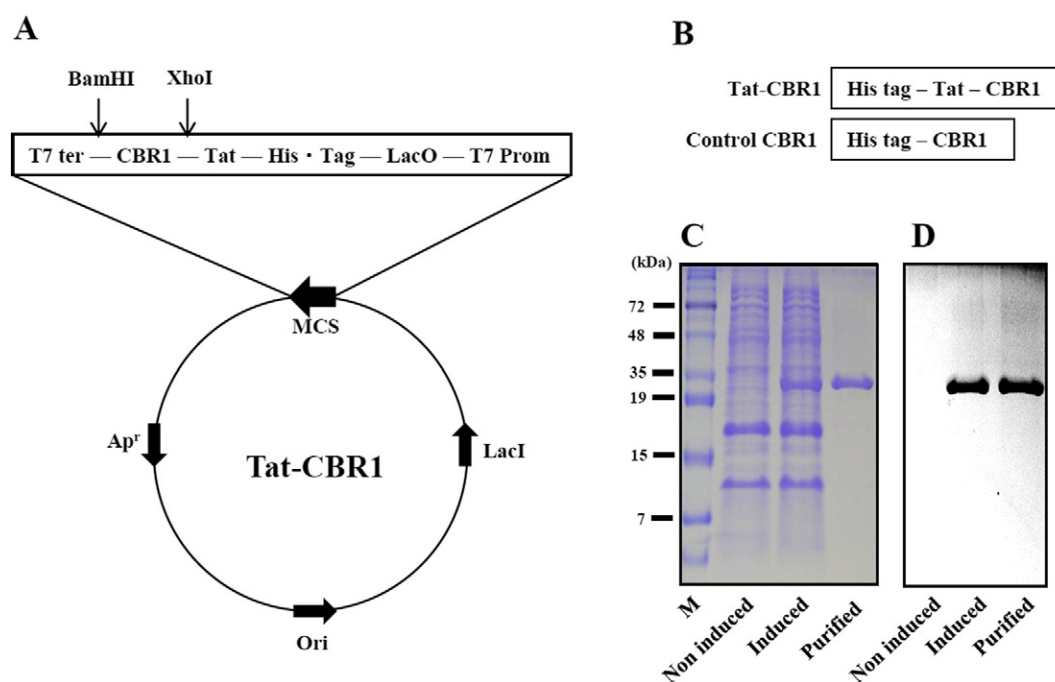 A
BamHI XhoI
T7 ter — CBR1 — Tat — His · Tag — LacO — T7 Prom
MCS
Apr
LacI
Tat-CBR1
Ori
B
Tat-CBR1 His tag – Tat – CBR1
Control CBR1 His tag – CBR1
C
(kDa)
72
48
35
19
15
7
M
Non induced
Induced
Purified
D
Non induced
Induced
Purified